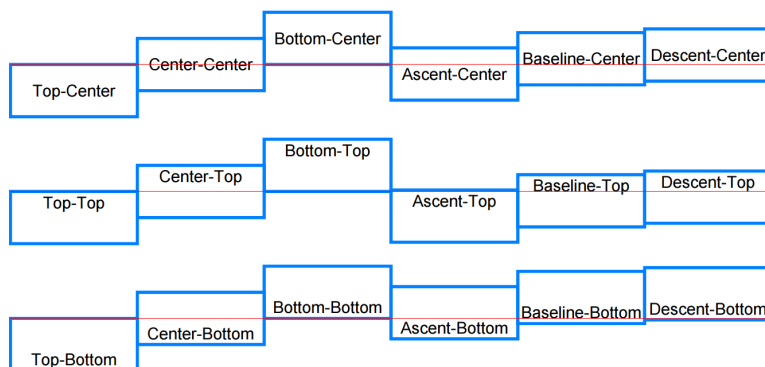 Top-Center Center-Center Bottom-Center Ascent-Center Baseline-Center Descent-Center
Top-Top Center-Top Bottom-Top Ascent-Top Baseline-Top Descent-Top
Top-Bottom Center-Bottom Bottom-Bottom Ascent-Bottom Baseline-Bottom Descent-Bottom